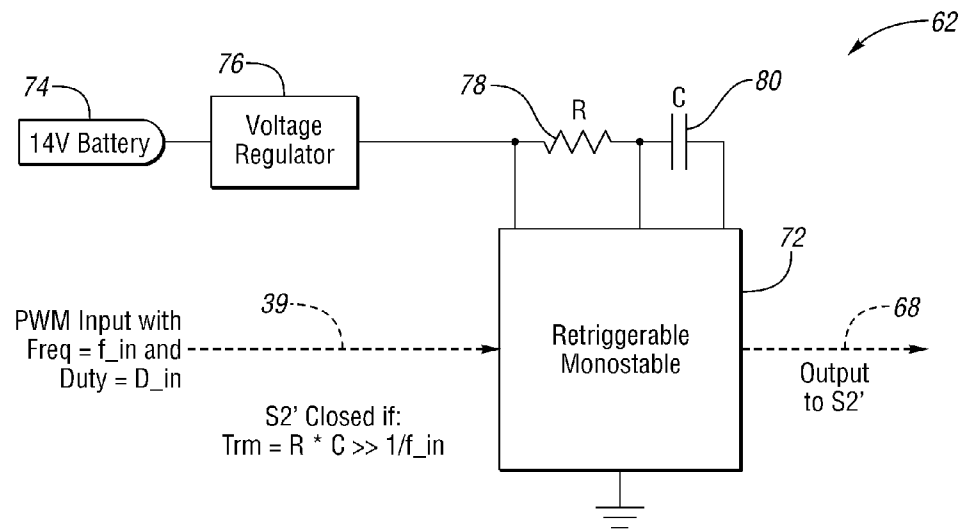 62
74
76
78
R
C
80
14V Battery
Voltage
Regulator
72
39
68
PWM Input with
Freq = f_in and
Duty = D_in
Retriggerable
Monostable
Output
to S2'
S2' Closed if:
Trm = R * C >> 1/f_in